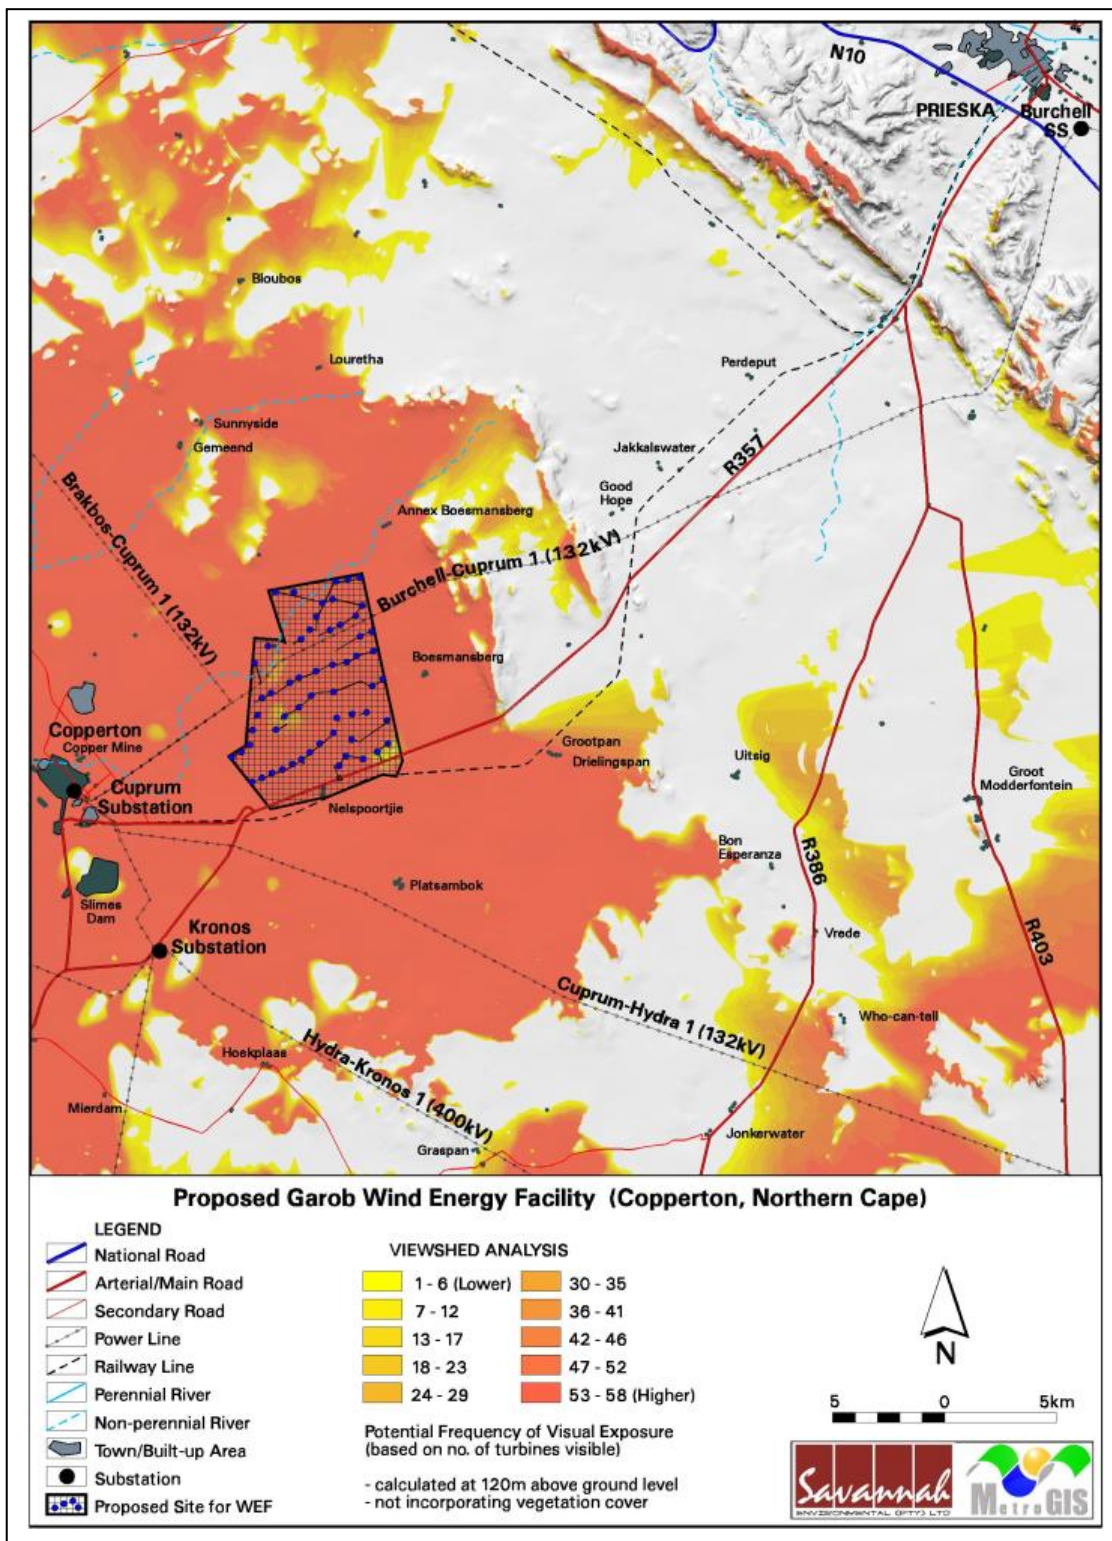 N10
PRIESKA
Burchell
SS
Bloubos
Louretha
Perdeput
Sunnyside
Gemeend
Jakkalswater
R357
Good
Hope
Brakbos-Cuprum 1 (132kV)
Annex Boesmansberg
Burchell-Cuprum 1 (132kV)
Boesmansberg
Copperton
Copper Mine
Grootpan
Drielingspan
Uitsig
Groot
Modderfontein
Cuprum
Substation
Nelspoortjie
Bon
Esperanza
R386
Platsambok
Slimes
Dam
Kronos
Substation
Vrede
R403
Cuprum-Hydra 1 (132kV)
Who-can-tell
Hoekplaas
Hydra-Kronos 1 (400kV)
Mierdam
Jonkerwater
Graspan
Proposed Garob Wind Energy Facility (Copperton, Northern Cape)
LEGEND
National Road
Arterial/Main Road
Secondary Road
Power Line
Railway Line
Perennial River
Non-perennial River
Town/Built-up Area
Substation
Proposed Site for WEF
VIEWSHED ANALYSIS
1 - 6 (Lower)
7 - 12
13 - 17
18 - 23
24 - 29
30 - 35
36 - 41
42 - 46
47 - 52
53 - 58 (Higher)
Potential Frequency of Visual Exposure
(based on no. of turbines visible)
- calculated at 120m above ground level
- not incorporating vegetation cover
N
5 0 5km
Savannah
ENVIRONMENTAL (PTY) LTD
MetroGIS